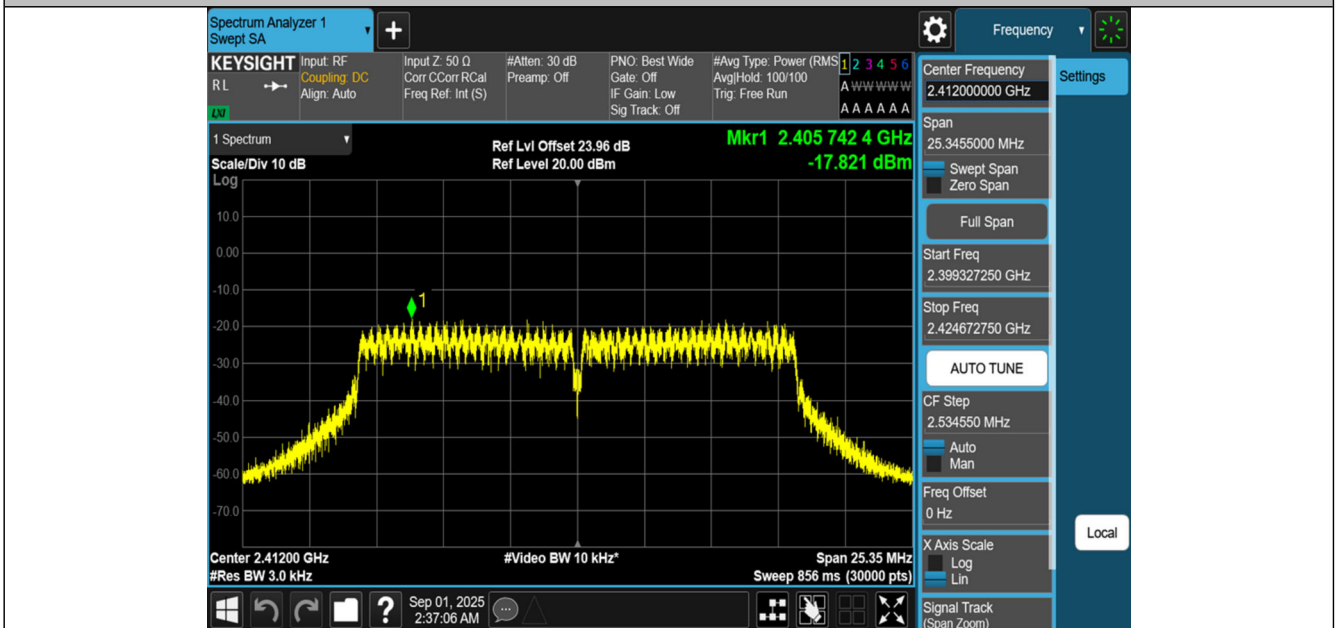 Spectrum Analyzer 1
Swept SA
+
Frequency
KEYSIGHT
RL
LXI
Input: RF
Coupling: DC
Align: Auto
Input Z: 50 Ω
Corr CCorr RCal
Freq Ref: Int (S)
#Atten: 30 dB
Preamp: Off
PNO: Best Wide
Gate: Off
IF Gain: Low
Sig Track: Off
#Avg Type: Power (RMS
Avg|Hold: 100/100
Trig: Free Run
1 2 3 4 5 6
A W W W W W
A A A A A A
1 Spectrum
Scale/Div 10 dB
Log
Ref Lvl Offset 23.96 dB
Ref Level 20.00 dBm
Mkr1 2.405 742 4 GHz
-17.821 dBm
10.0
0.00
-10.0
-20.0
-30.0
-40.0
-50.0
-60.0
-70.0
1
Center 2.41200 GHz
#Res BW 3.0 kHz
#Video BW 10 kHz*
Span 25.35 MHz
Sweep 856 ms (30000 pts)
Center Frequency
2.412000000 GHz
Settings
Span
25.3455000 MHz
Swept Span
Zero Span
Full Span
Start Freq
2.399327250 GHz
Stop Freq
2.424672750 GHz
AUTO TUNE
CF Step
2.534550 MHz
Auto
Man
Freq Offset
0 Hz
X Axis Scale
Log
Lin
Local
Signal Track
(Span Zoom)
?
Sep 01, 2025
2:37:06 AM